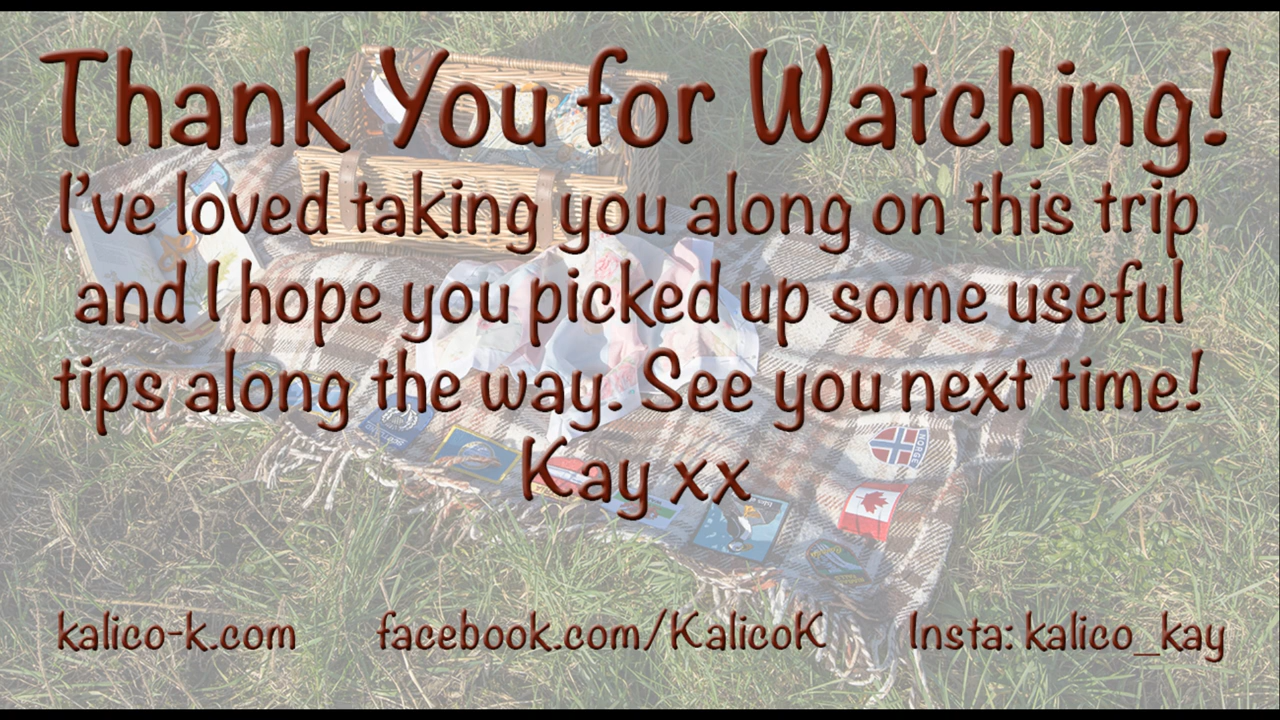 Thank You for Watching!
I've loved taking you along on this trip
and I hope you picked up some useful
tips along the way. See you next time!
Kay xx
NORGE
kalico-k.com facebook.com/KalicoK Insta: kalico_kay